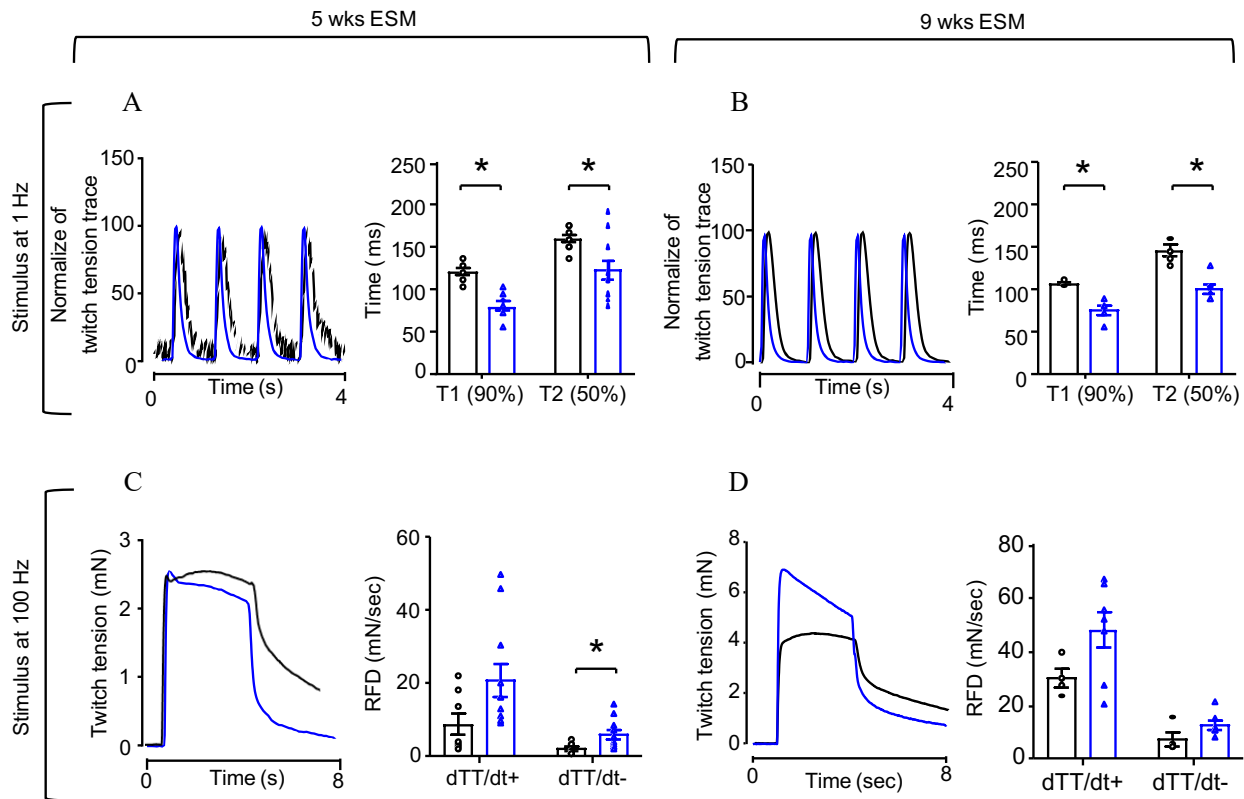 5 wks ESM
9 wks ESM
Stimulus at 1 Hz
A
Normalize of
twitch tension trace
150
100
50
0
0
Time (s)
4
Time (ms)
250
200
150
100
50
0
*
*
T1 (90%)
T2 (50%)
B
Normalize of
twitch tension trace
150
100
50
0
0
Time (s)
4
Time (ms)
250
200
150
100
50
0
*
*
T1 (90%)
T2 (50%)
Stimulus at 100 Hz
C
Twitch tension (mN)
3
2
1
0
0
Time (s)
8
RFD (mN/sec)
60
40
20
0
*
dTT/dt+
dTT/dt-
D
Twitch tension (mN)
8
6
4
2
0
0
Time (sec)
8
RFD (mN/sec)
80
60
40
20
0
dTT/dt+
dTT/dt-